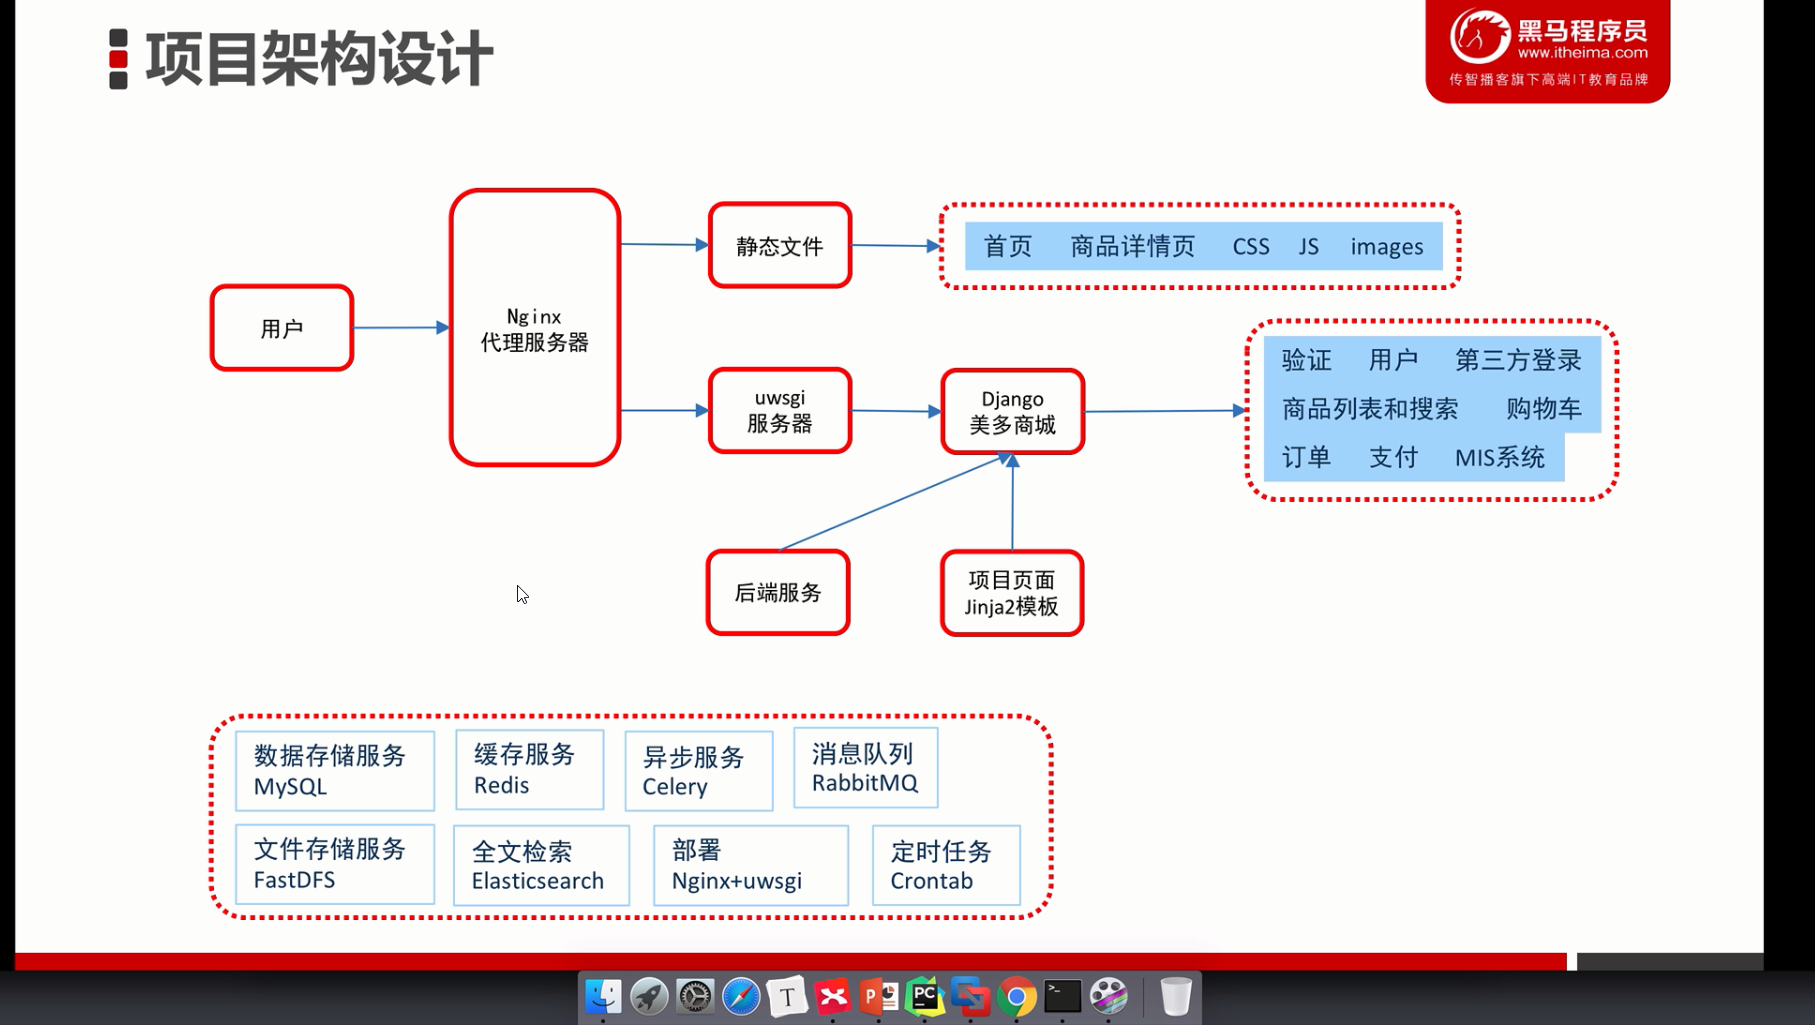 项目架构设计
黑马程序员
www.itheima.com
传智播客旗下高端IT教育品牌
用户
Nginx
代理服务器
静态文件
首页 商品详情页 CSS JS images
uwsgi
服务器
Django
美多商城
验证 用户 第三方登录
商品列表和搜索 购物车
订单 支付 MIS系统
后端服务
项目页面
Jinja2模板
数据存储服务
MySQL
缓存服务
Redis
异步服务
Celery
消息队列
RabbitMQ
文件存储服务
FastDFS
全文检索
Elasticsearch
部署
Nginx+uwsgi
定时任务
Crontab
T
P
PC
>_